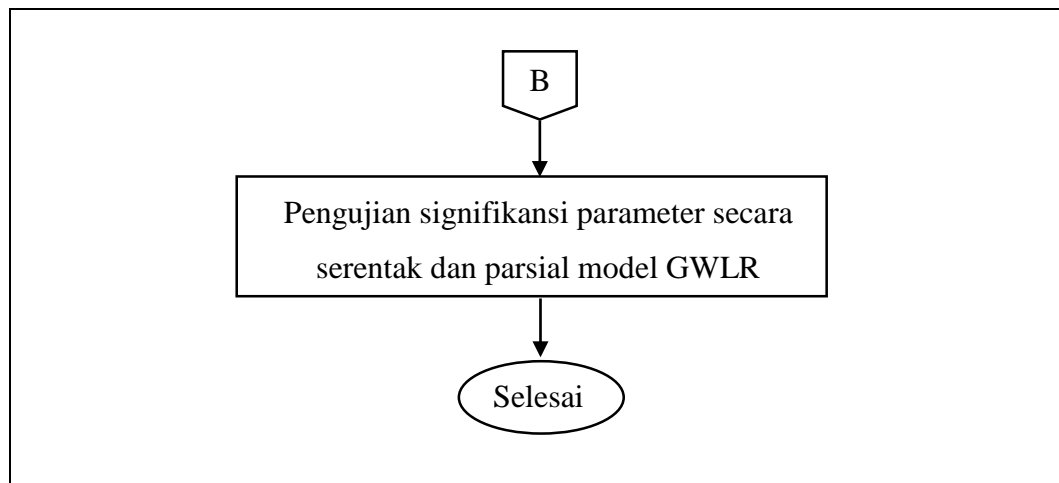 B
Pengujian signifikansi parameter secara
serentak dan parsial model GWLR
Selesai